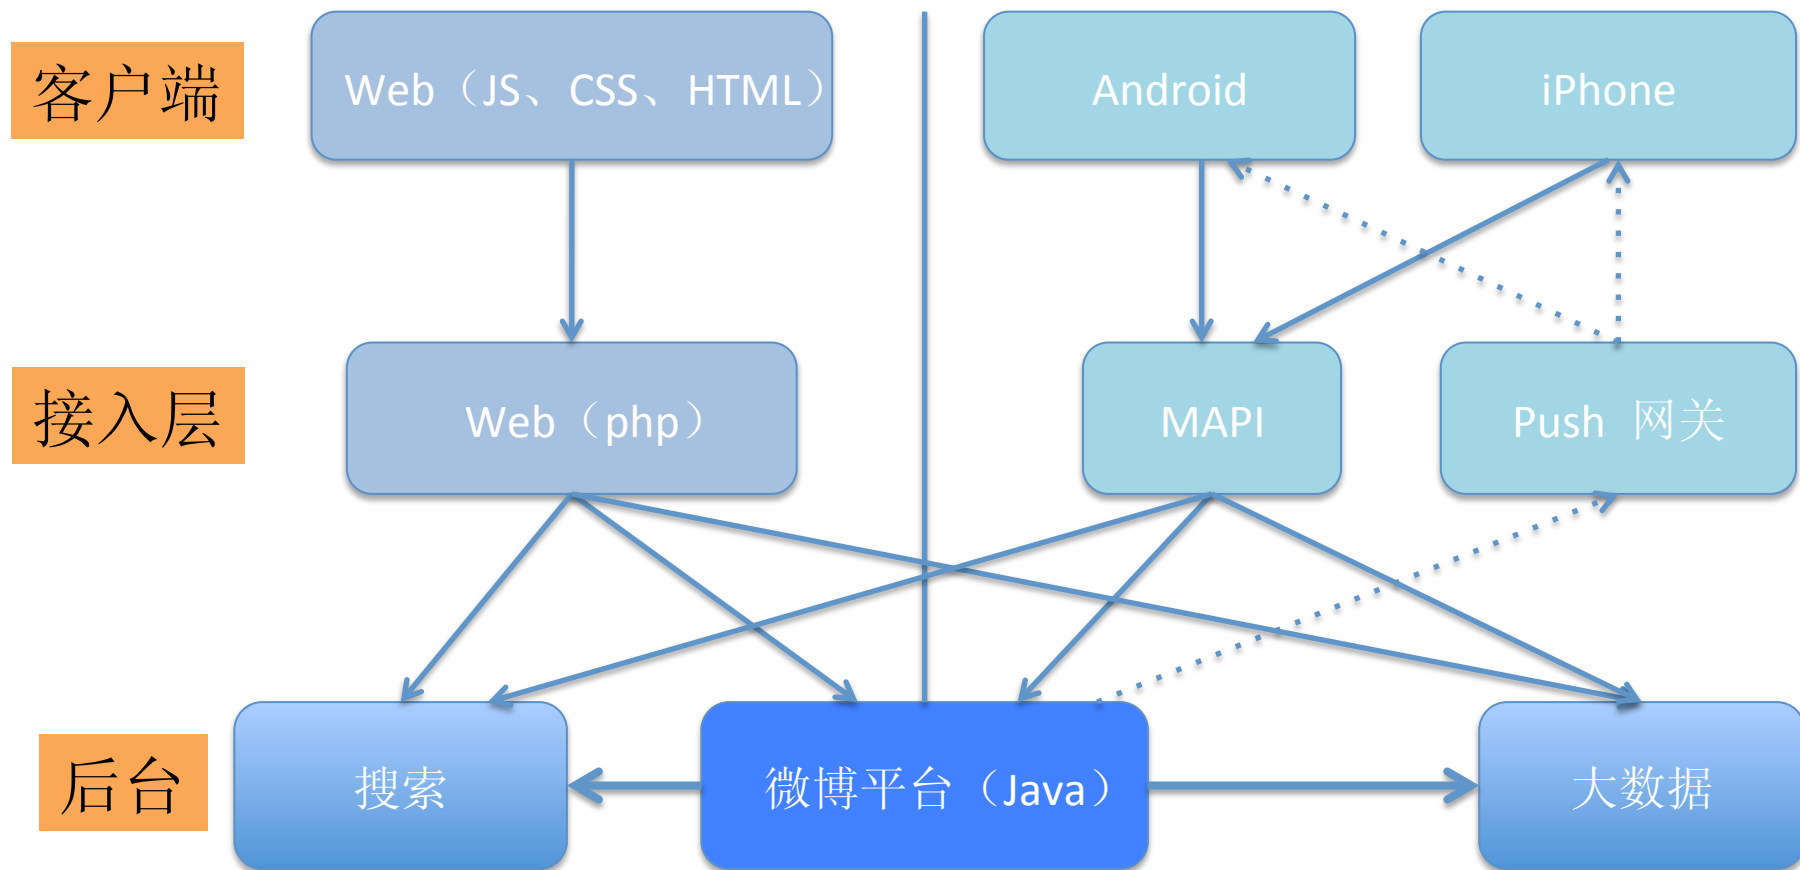 客户端
Web（JS、CSS、HTML）
Android
iPhone
接入层
Web（php）
MAPI
Push 网关
后台
搜索
微博平台（Java）
大数据